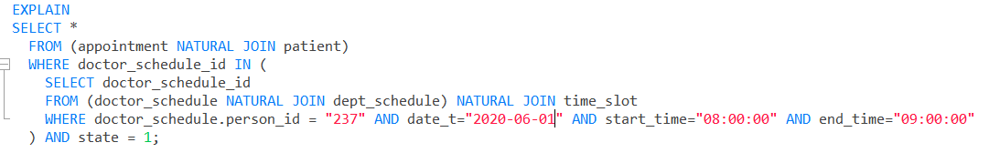 EXPLAIN
SELECT *
FROM (appointment NATURAL JOIN patient)
WHERE doctor_schedule_id IN (
SELECT doctor_schedule_id
FROM (doctor_schedule NATURAL JOIN dept_schedule) NATURAL JOIN time_slot
WHERE doctor_schedule.person_id = "237" AND date_t="2020-06-01" AND start_time="08:00:00" AND end_time="09:00:00"
) AND state = 1;